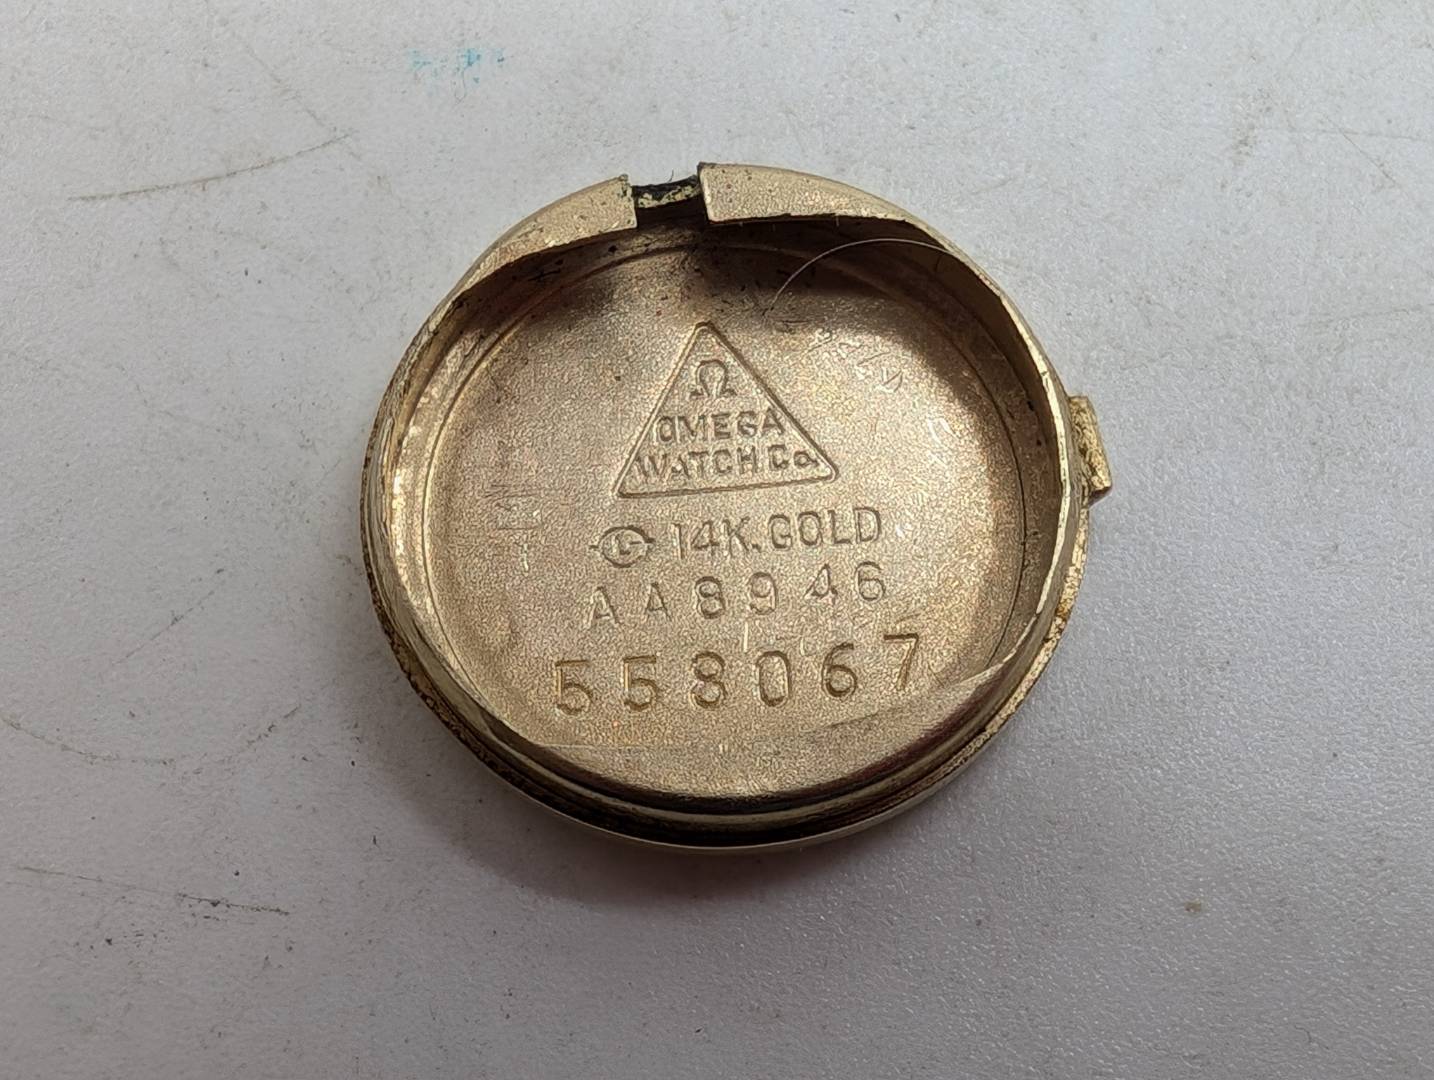 Ω
OMEGA
WATCH Co
L 14K.GOLD
AA8946
558067